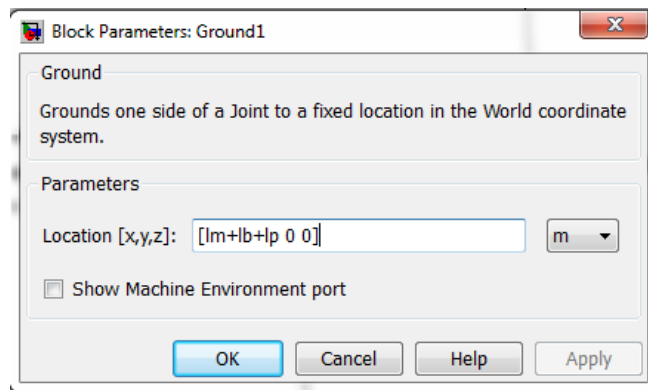 Block Parameters: Ground1
Ground
Grounds one side of a Joint to a fixed location in the World coordinate
system.
Parameters
Location [x,y,z]: [lm+lb+lp 0 0] m
Show Machine Environment port
OK Cancel Help Apply